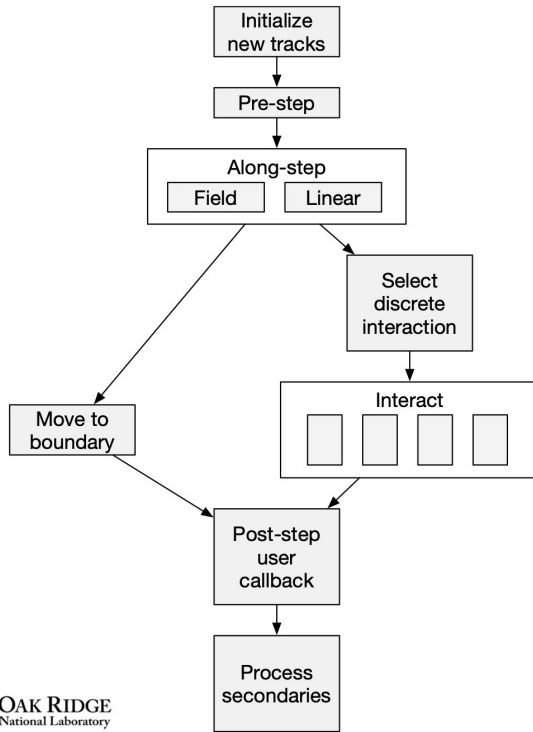 Initialize
new tracks
Pre-step
Along-step
Field
Linear
Select
discrete
interaction
Interact
Move to
boundary
Post-step
user
callback
Process
secondaries
OAK RIDGE
National Laboratory